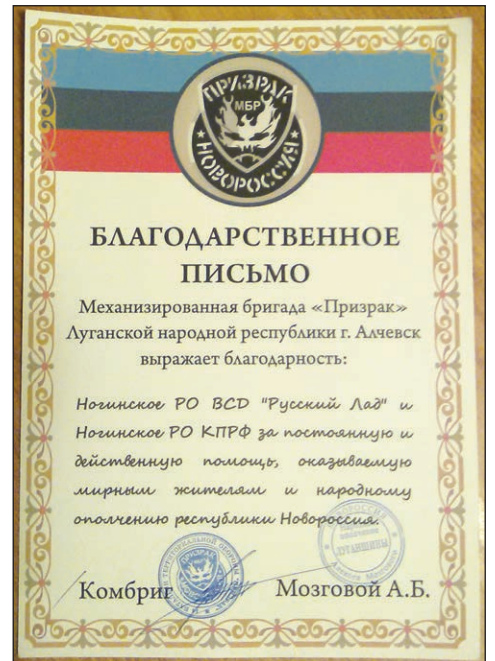 ПРИЗРАК
МБР
НОВОРОССИЯ
БЛАГОДАРСТВЕННОЕ
ПИСЬМО
Механизированная бригада «Призрак»
Луганской народной республики г. Алчевск
выражает благодарность:
Ногинское РО ВСД "Русский Лад" и
Ногинское РО КПРФ за постоянную и
действенную помощь, оказываемую
мирным жителям и народному
ополчению республики Новороссия.
Комбриг Мозговой А.Б.